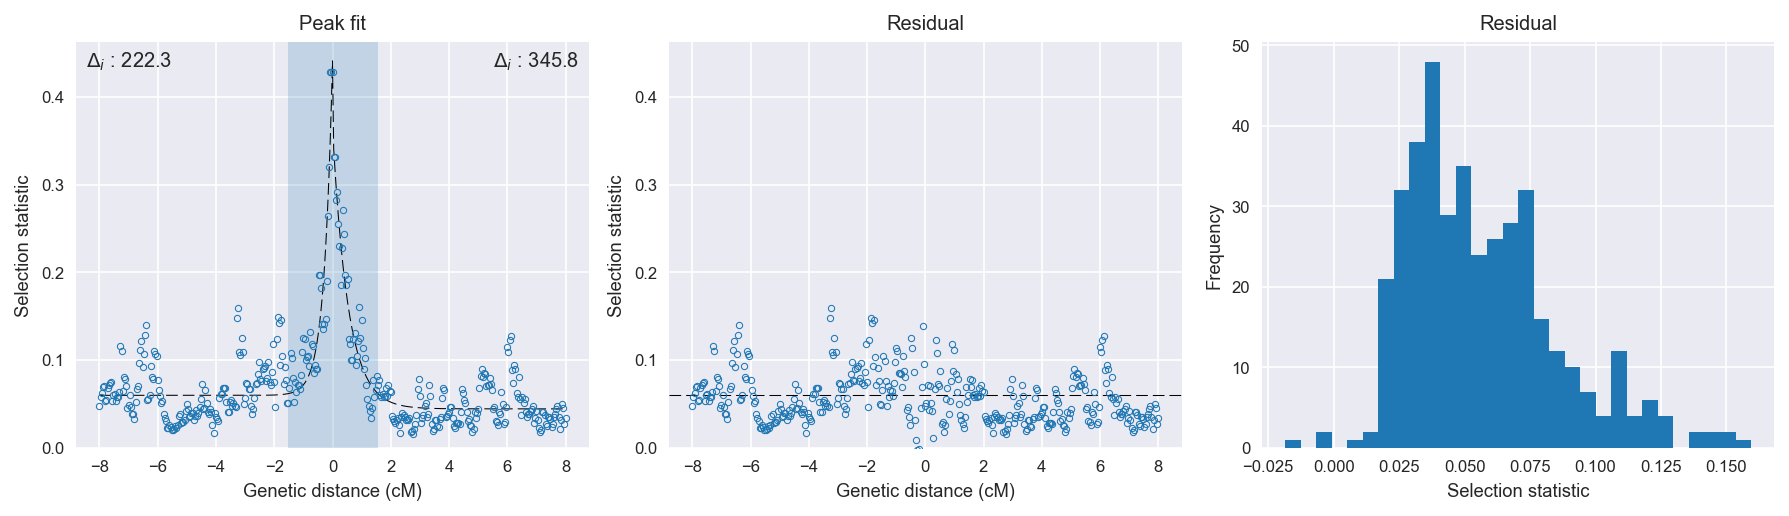 Peak fit
Δi : 222.3
Δi : 345.8
Selection statistic
0.4
0.3
0.2
0.1
0.0
−8 −6 −4 −2 0 2 4 6 8
Genetic distance (cM)
Residual
Selection statistic
0.4
0.3
0.2
0.1
0.0
−8 −6 −4 −2 0 2 4 6 8
Genetic distance (cM)
Residual
Frequency
50
40
30
20
10
0
−0.025 0.000 0.025 0.050 0.075 0.100 0.125 0.150
Selection statistic